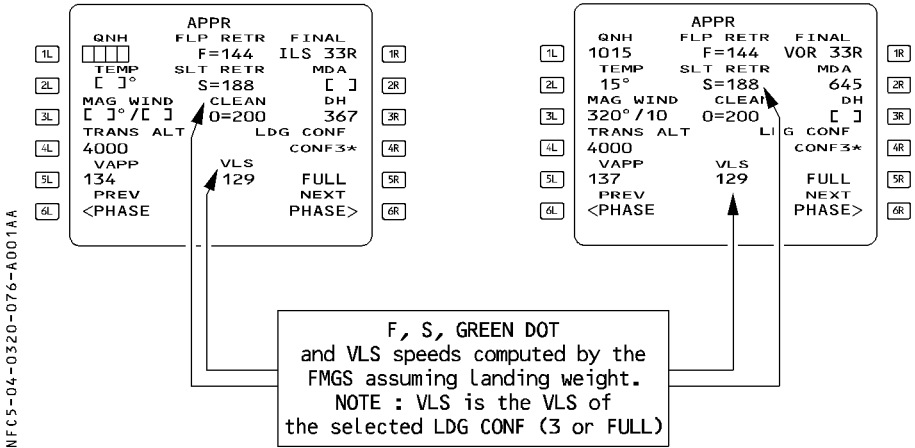 APPR
QNH FLP RETR FINAL
1L F=144 ILS 33R 1R
TEMP SLT RETR MDA
2L [ ]° S=188 [ ] 2R
MAG WIND CLEAN DH
3L [ ]°/[ ] O=200 367 3R
TRANS ALT LDG CONF
4L 4000 CONF3* 4R
VAPP VLS
5L 134 129 FULL 5R
PREV NEXT
6L <PHASE PHASE> 6R
APPR
QNH FLP RETR FINAL
1L 1015 F=144 VOR 33R 1R
TEMP SLT RETR MDA
2L 15° S=188 645 2R
MAG WIND CLEAN DH
3L 320°/10 O=200 [ ] 3R
TRANS ALT LDG CONF
4L 4000 CONF3* 4R
VAPP VLS
5L 137 129 FULL 5R
PREV NEXT
6L <PHASE PHASE> 6R
F, S, GREEN DOT
and VLS speeds computed by the
FMGS assuming landing weight.
NOTE : VLS is the VLS of
the selected LDG CONF (3 or FULL)
NFC5-04-0320-076-A001AA